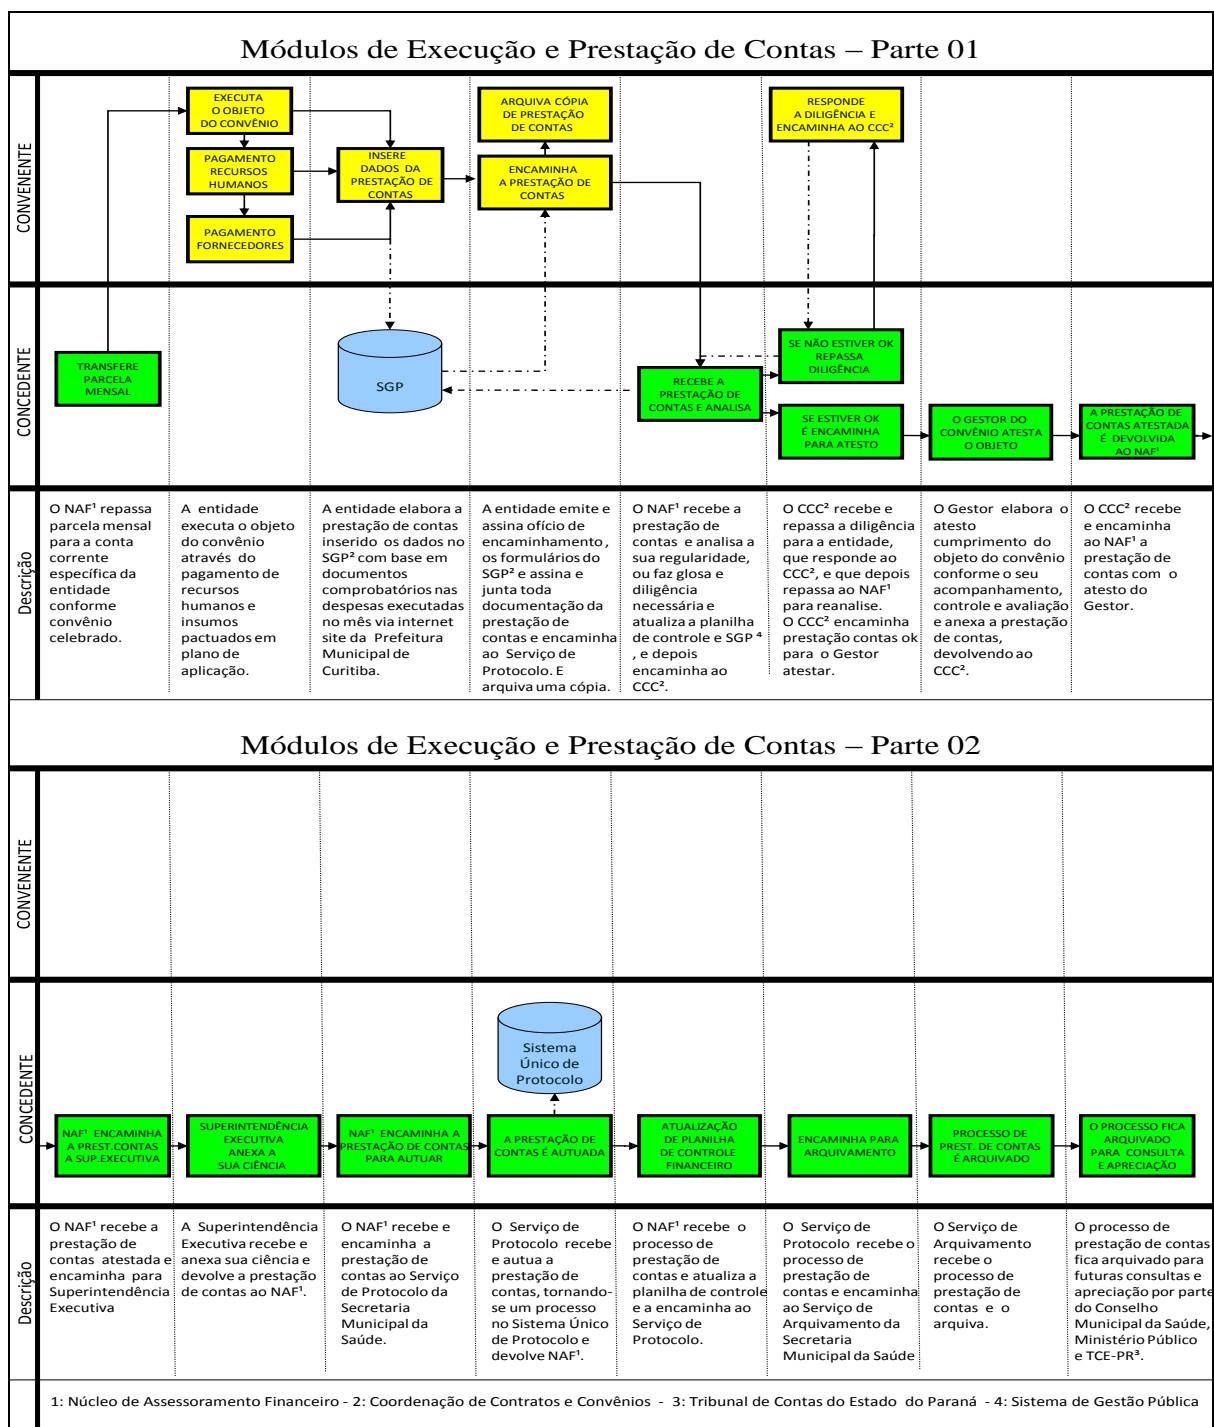 Módulos de Execução e Prestação de Contas – Parte 01
CONVENENTE
EXECUTA
O OBJETO
DO CONVÊNIO
PAGAMENTO
RECURSOS
HUMANOS
PAGAMENTO
FORNECEDORES
INSERE
DADOS DA
PRESTAÇÃO DE
CONTAS
ARQUIVA CÓPIA
DE PRESTAÇÃO
DE CONTAS
ENCAMINHA
A PRESTAÇÃO DE
CONTAS
RESPONDE
A DILIGÊNCIA E
ENCAMINHA AO CCC²
CONCEDENTE
TRANSFERE
PARCELA
MENSAL
SGP
RECEBE A
PRESTAÇÃO DE
CONTAS E ANALISA
SE NÃO ESTIVER OK
REPASSA
DILIGÊNCIA
SE ESTIVER OK
É ENCAMINHA
PARA ATESTO
O GESTOR DO
CONVÊNIO ATESTA
O OBJETO
A PRESTAÇÃO DE
CONTAS ATESTADA
É DEVOLVIDA
AO NAF¹
Descrição
O NAF¹ repassa
parcela mensal
para a conta
corrente
específica da
entidade
conforme
convênio
celebrado.
A entidade
executa o objeto
do convênio
através do
pagamento de
recursos
humanos e
insumos
pactuados em
plano de
aplicação.
A entidade elabora a
prestação de contas
inserido os dados no
SGP² com base em
documentos
comprobatórios nas
despesas executadas
no mês via internet
site da Prefeitura
Municipal de
Curitiba.
A entidade emite e
assina ofício de
encaminhamento ,
os formulários do
SGP² e assina e
junta toda
documentação da
prestação de
contas e encaminha
ao Serviço de
Protocolo. E
arquiva uma cópia.
O NAF¹ recebe a
prestação de
contas e analisa a
sua regularidade,
ou faz glosa e
diligência
necessária e
atualiza a planilha
de controle e SGP ⁴
, e depois
encaminha ao
CCC².
O CCC² recebe e
repassa a diligência
para a entidade,
que responde ao
CCC², e que depois
repassa ao NAF¹
para reanalise.
O CCC² encaminha
prestação contas ok
para o Gestor
atestar.
O Gestor elabora o
atesto
cumprimento do
objeto do convênio
conforme o seu
acompanhamento,
controle e avaliação
e anexa a prestação
de contas,
devolvendo ao
CCC².
O CCC² recebe
e encaminha
ao NAF¹ a
prestação de
contas com o
atesto do
Gestor.
Módulos de Execução e Prestação de Contas – Parte 02
CONVENENTE
CONCEDENTE
Sistema
Único de
Protocolo
NAF¹ ENCAMINHA
A PREST.CONTAS
A SUP.EXECUTIVA
SUPERINTENDÊNCIA
EXECUTIVA
ANEXA A
SUA CIÊNCIA
NAF¹ ENCAMINHA A
PRESTAÇÃO DE CONTAS
PARA AUTUAR
A PRESTAÇÃO DE
CONTAS É AUTUADA
ATUALIZAÇÃO
DE PLANILHA
DE CONTROLE
FINANCEIRO
ENCAMINHA PARA
ARQUIVAMENTO
PROCESSO DE
PREST. DE CONTAS
É ARQUIVADO
O PROCESSO FICA
ARQUIVADO
PARA CONSULTA
E APRECIAÇÃO
Descrição
O NAF¹ recebe a
prestação de
contas atestada e
encaminha para
Superintendência
Executiva
A Superintendência
Executiva recebe e
anexa sua ciência e
devolve a prestação
de contas ao NAF¹.
O NAF¹ recebe e
encaminha a
prestação de
contas ao Serviço
de Protocolo da
Secretaria
Municipal da
Saúde.
O Serviço de
Protocolo recebe
e autua a
prestação de
contas, tornando-
se um processo
no Sistema Único
de Protocolo e
devolve NAF¹.
O NAF¹ recebe o
processo de
prestação de
contas e atualiza a
planilha de controle
e a encaminha ao
Serviço de
Protocolo.
O Serviço de
Protocolo recebe o
processo de
prestação de
contas e encaminha
ao Serviço de
Arquivamento da
Secretaria
Municipal da Saúde
O Serviço de
Arquivamento
recebe o
processo de
prestação de
contas e o
arquiva.
O processo de
prestação de contas
fica arquivado para
futuras consultas e
apreciação por parte
do Conselho
Municipal da Saúde,
Ministério Público
e TCE-PR³.
1: Núcleo de Assessoramento Financeiro - 2: Coordenação de Contratos e Convênios - 3: Tribunal de Contas do Estado do Paraná - 4: Sistema de Gestão Pública